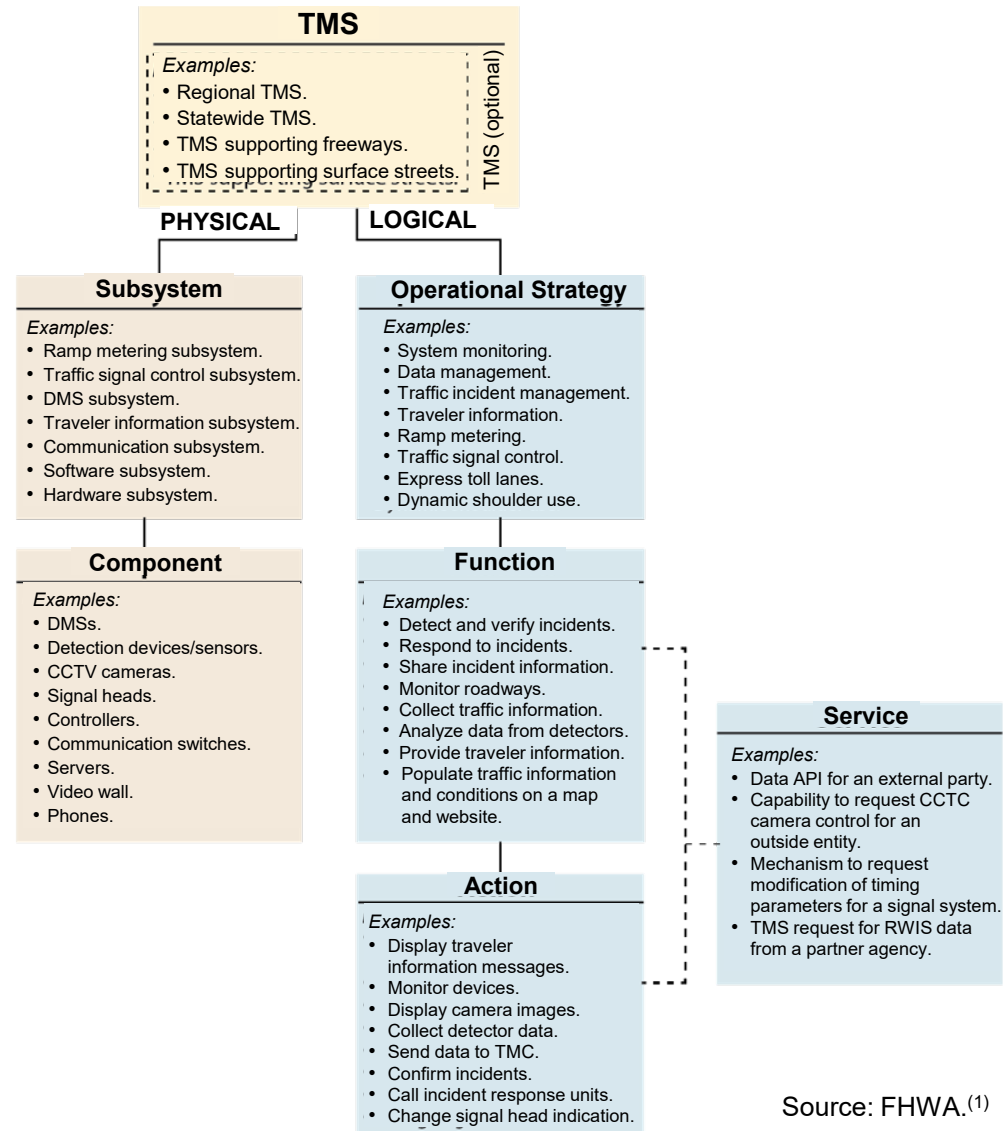 TMS
Examples:
• Regional TMS.
• Statewide TMS.
• TMS supporting freeways.
• TMS supporting surface streets.
TMS (optional)
PHYSICAL
LOGICAL
Subsystem
Examples:
• Ramp metering subsystem.
• Traffic signal control subsystem.
• DMS subsystem.
• Traveler information subsystem.
• Communication subsystem.
• Software subsystem.
• Hardware subsystem.
Component
Examples:
• DMSs.
• Detection devices/sensors.
• CCTV cameras.
• Signal heads.
• Controllers.
• Communication switches.
• Servers.
• Video wall.
• Phones.
Operational Strategy
Examples:
• System monitoring.
• Data management.
• Traffic incident management.
• Traveler information.
• Ramp metering.
• Traffic signal control.
• Express toll lanes.
• Dynamic shoulder use.
Function
Examples:
• Detect and verify incidents.
• Respond to incidents.
• Share incident information.
• Monitor roadways.
• Collect traffic information.
• Analyze data from detectors.
• Provide traveler information.
• Populate traffic information
and conditions on a map
and website.
Action
Examples:
• Display traveler
information messages.
• Monitor devices.
• Display camera images.
• Collect detector data.
• Send data to TMC.
• Confirm incidents.
• Call incident response units.
• Change signal head indication.
Service
Examples:
• Data API for an external party.
• Capability to request CCTC
camera control for an
outside entity.
• Mechanism to request
modification of timing
parameters for a signal system.
• TMS request for RWIS data
from a partner agency.
Source: FHWA.(1)